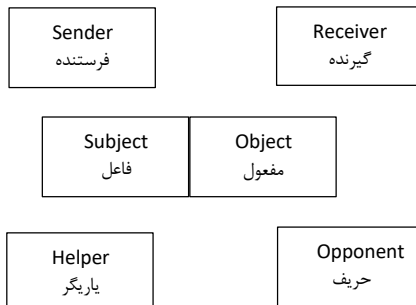 Sender
فرستنده
Receiver
گیرنده
Subject
فاعل
Object
مفعول
Helper
یاریگر
Opponent
حریف